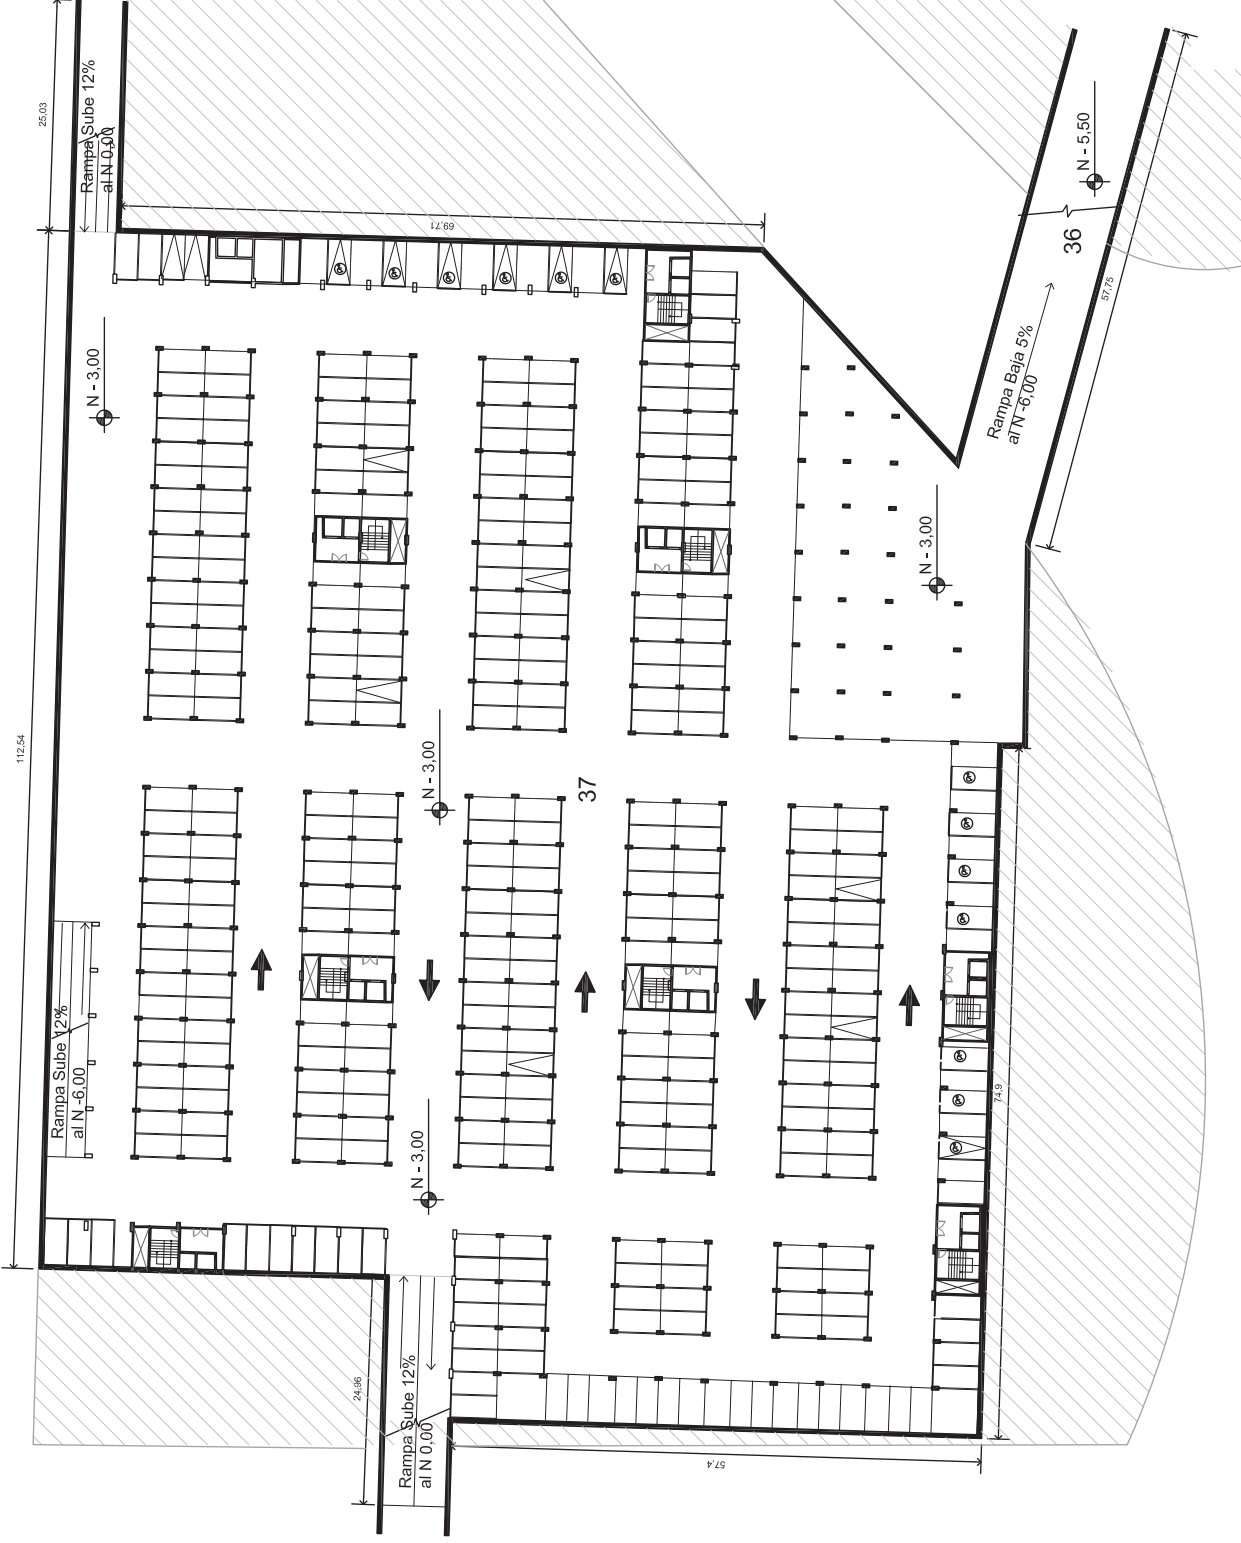 25,03
Rampa Sube 12%
al N 0,00
69,71
N - 5,50
36
57,75
Rampa Baja 5%
al N -6,00
N - 3,00
N - 3,00
112,54
N - 3,00
37
Rampa Sube 12%
al N -6,00
74,9
N - 3,00
24,96
Rampa Sube 12%
al N 0,00
57,4